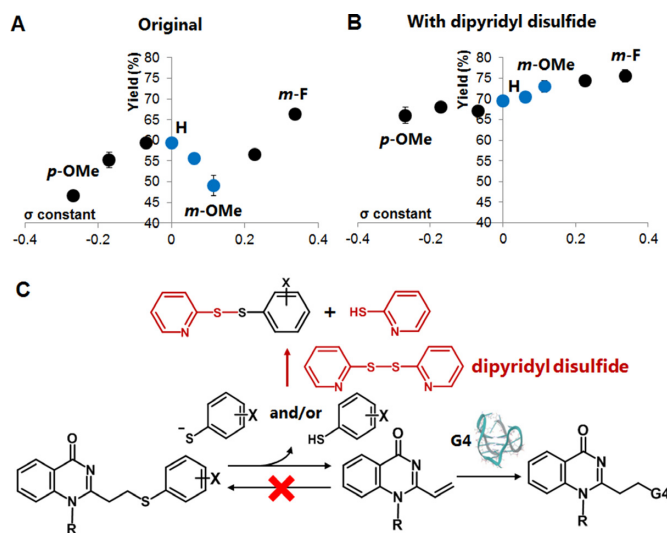 A
Original
Yield (%)
80
75
70
65
60
55
50
45
40
m-F
H
p-OMe
m-OMe
σ constant
-0.4
-0.2
0
0.2
0.4
B
With dipyridyl disulfide
Yield (%)
80
75
70
65
60
55
50
45
40
m-F
m-OMe
H
p-OMe
σ constant
-0.4
-0.2
0
0.2
0.4
C
X
S S
N
+
HS
N
S S
N N
dipyridyl disulfide
⁻S
X
and/or
HS
X
O
N
N
R
S
X
O
N
N
R
G4
O
N
N
R
G4